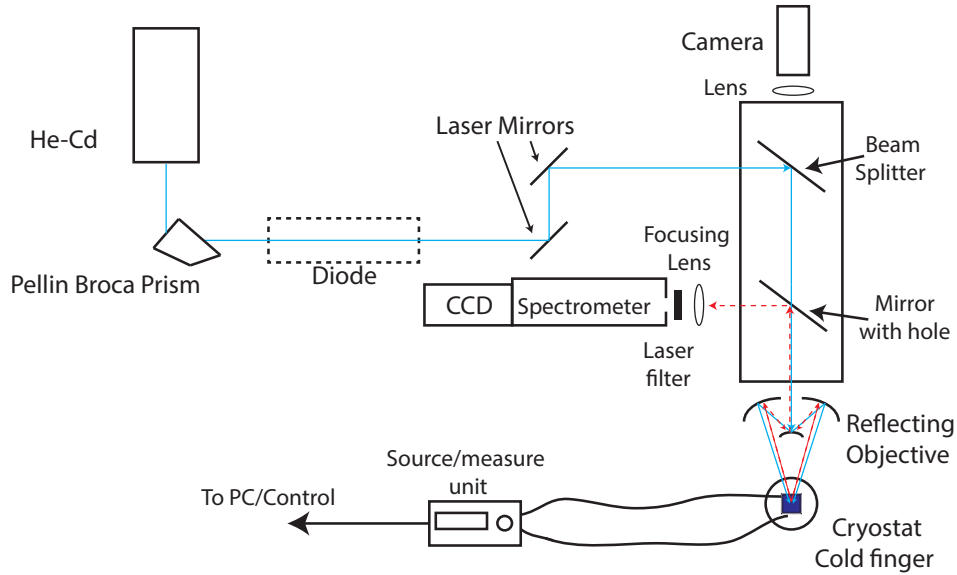 Camera
Lens
He-Cd
Laser Mirrors
Beam
Splitter
Pellin Broca Prism
Diode
Focusing
Lens
CCD
Spectrometer
Mirror
with hole
Laser
filter
Reflecting
Objective
Source/measure
unit
To PC/Control
Cryostat
Cold finger